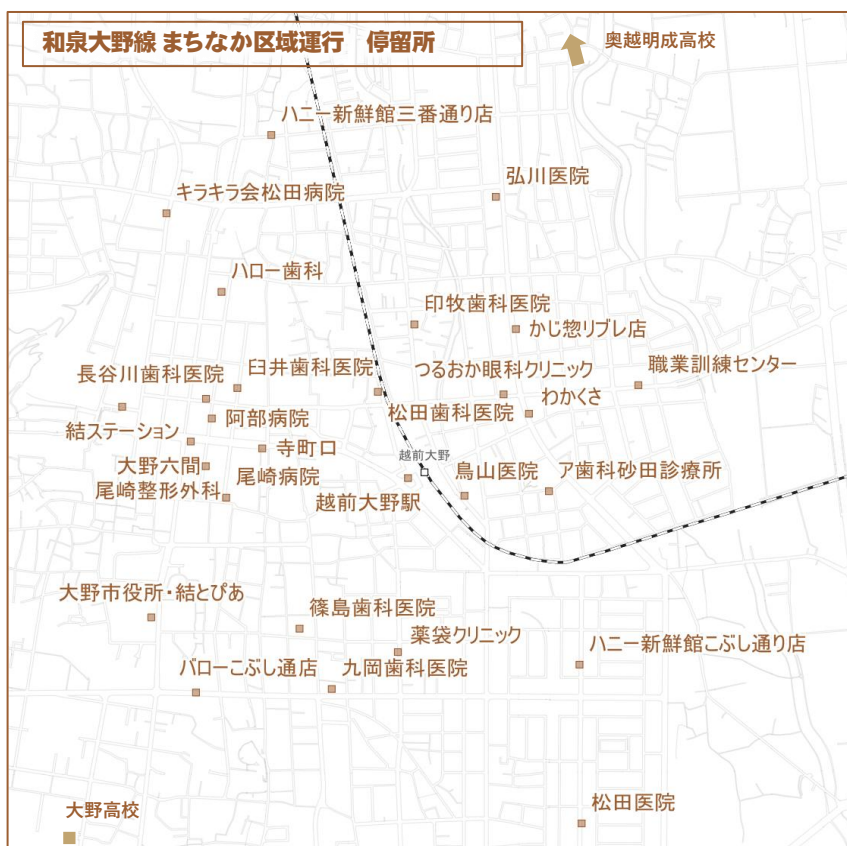 和泉大野線 まちなか区域運行　停留所
奥越明成高校
ハニー新鮮館三番通り店
弘川医院
キラキラ会松田病院
ハロー歯科
印牧歯科医院
かじ惣リブレ店
長谷川歯科医院
臼井歯科医院
つるおか眼科クリニック
職業訓練センター
阿部病院
松田歯科医院
わかくさ
結ステーション
寺町口
越前大野
大野六間
尾崎病院
鳥山医院
ア歯科砂田診療所
尾崎整形外科
越前大野駅
大野市役所・結とぴあ
篠島歯科医院
薬袋クリニック
ハニー新鮮館こぶし通り店
バローこぶし通店
九岡歯科医院
大野高校
松田医院